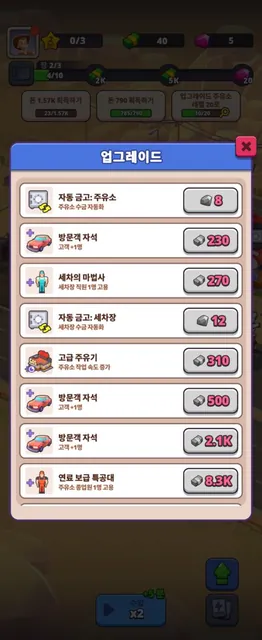 0/3
40
5
맵 2/3
4/10
2K
5K
20
돈 1.57K 획득하기
23/1.57K
돈 790 획득하기
업그레이드 주유소
레벨 20로
10/20
업그레이드
자동 금고: 주유소
주유소 수금 자동화
8
방문객 자석
고객 +1명
230
세차의 마법사
세차장 직원 1명 고용
270
자동 금고: 세차장
세차장 수금 자동화
12
고급 주유기
주유소 작업 속도 증가
310
방문객 자석
고객 +1명
500
방문객 자석
고객 +1명
2.1K
연료 보급 특공대
주유소 종업원 1명 고용
8.3K
x2